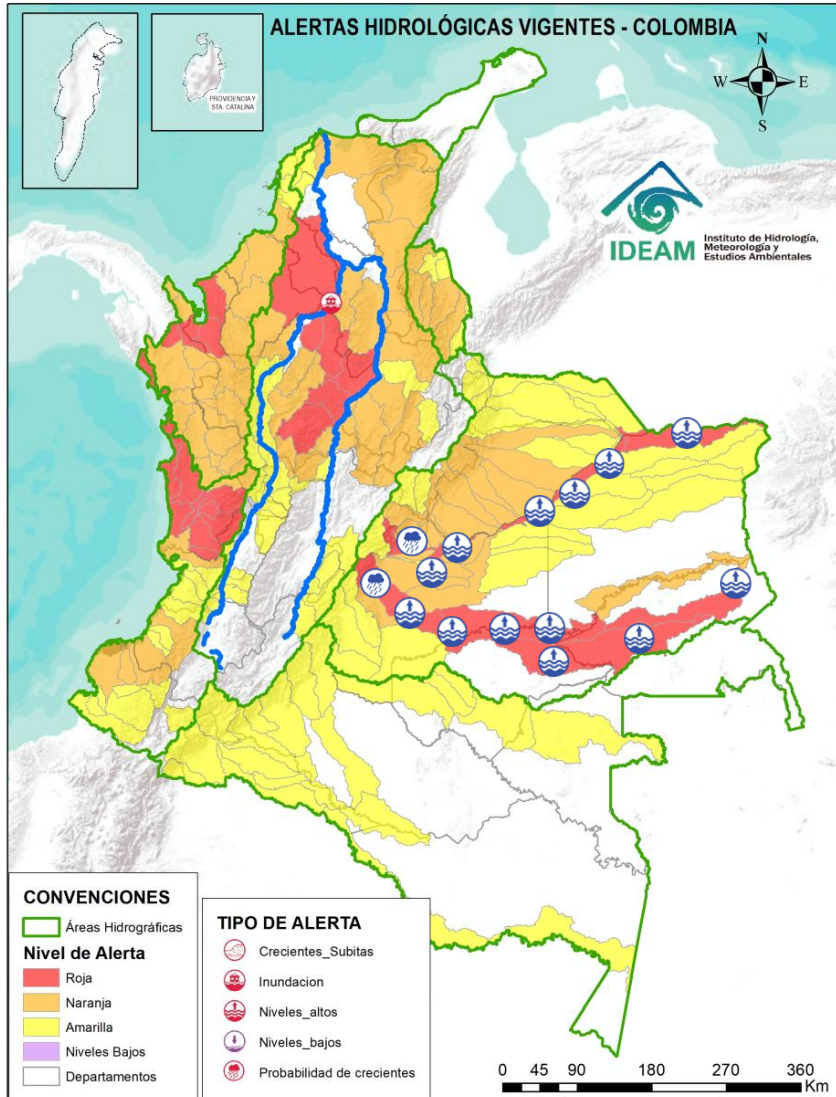 ALERTAS HIDROLÓGICAS VIGENTES - COLOMBIA
PROVIDENCIA Y
STA. CATALINA
N
W
E
S
IDEAM
Instituto de Hidrología,
Meteorología y
Estudios Ambientales
CONVENCIONES
Áreas Hidrográficas
Nivel de Alerta
Roja
Naranja
Amarilla
Niveles Bajos
Departamentos
TIPO DE ALERTA
Crecientes_Subitas
Inundacion
Niveles_altos
Niveles_bajos
Probabilidad de crecientes
0 45 90 180 270 360
Km